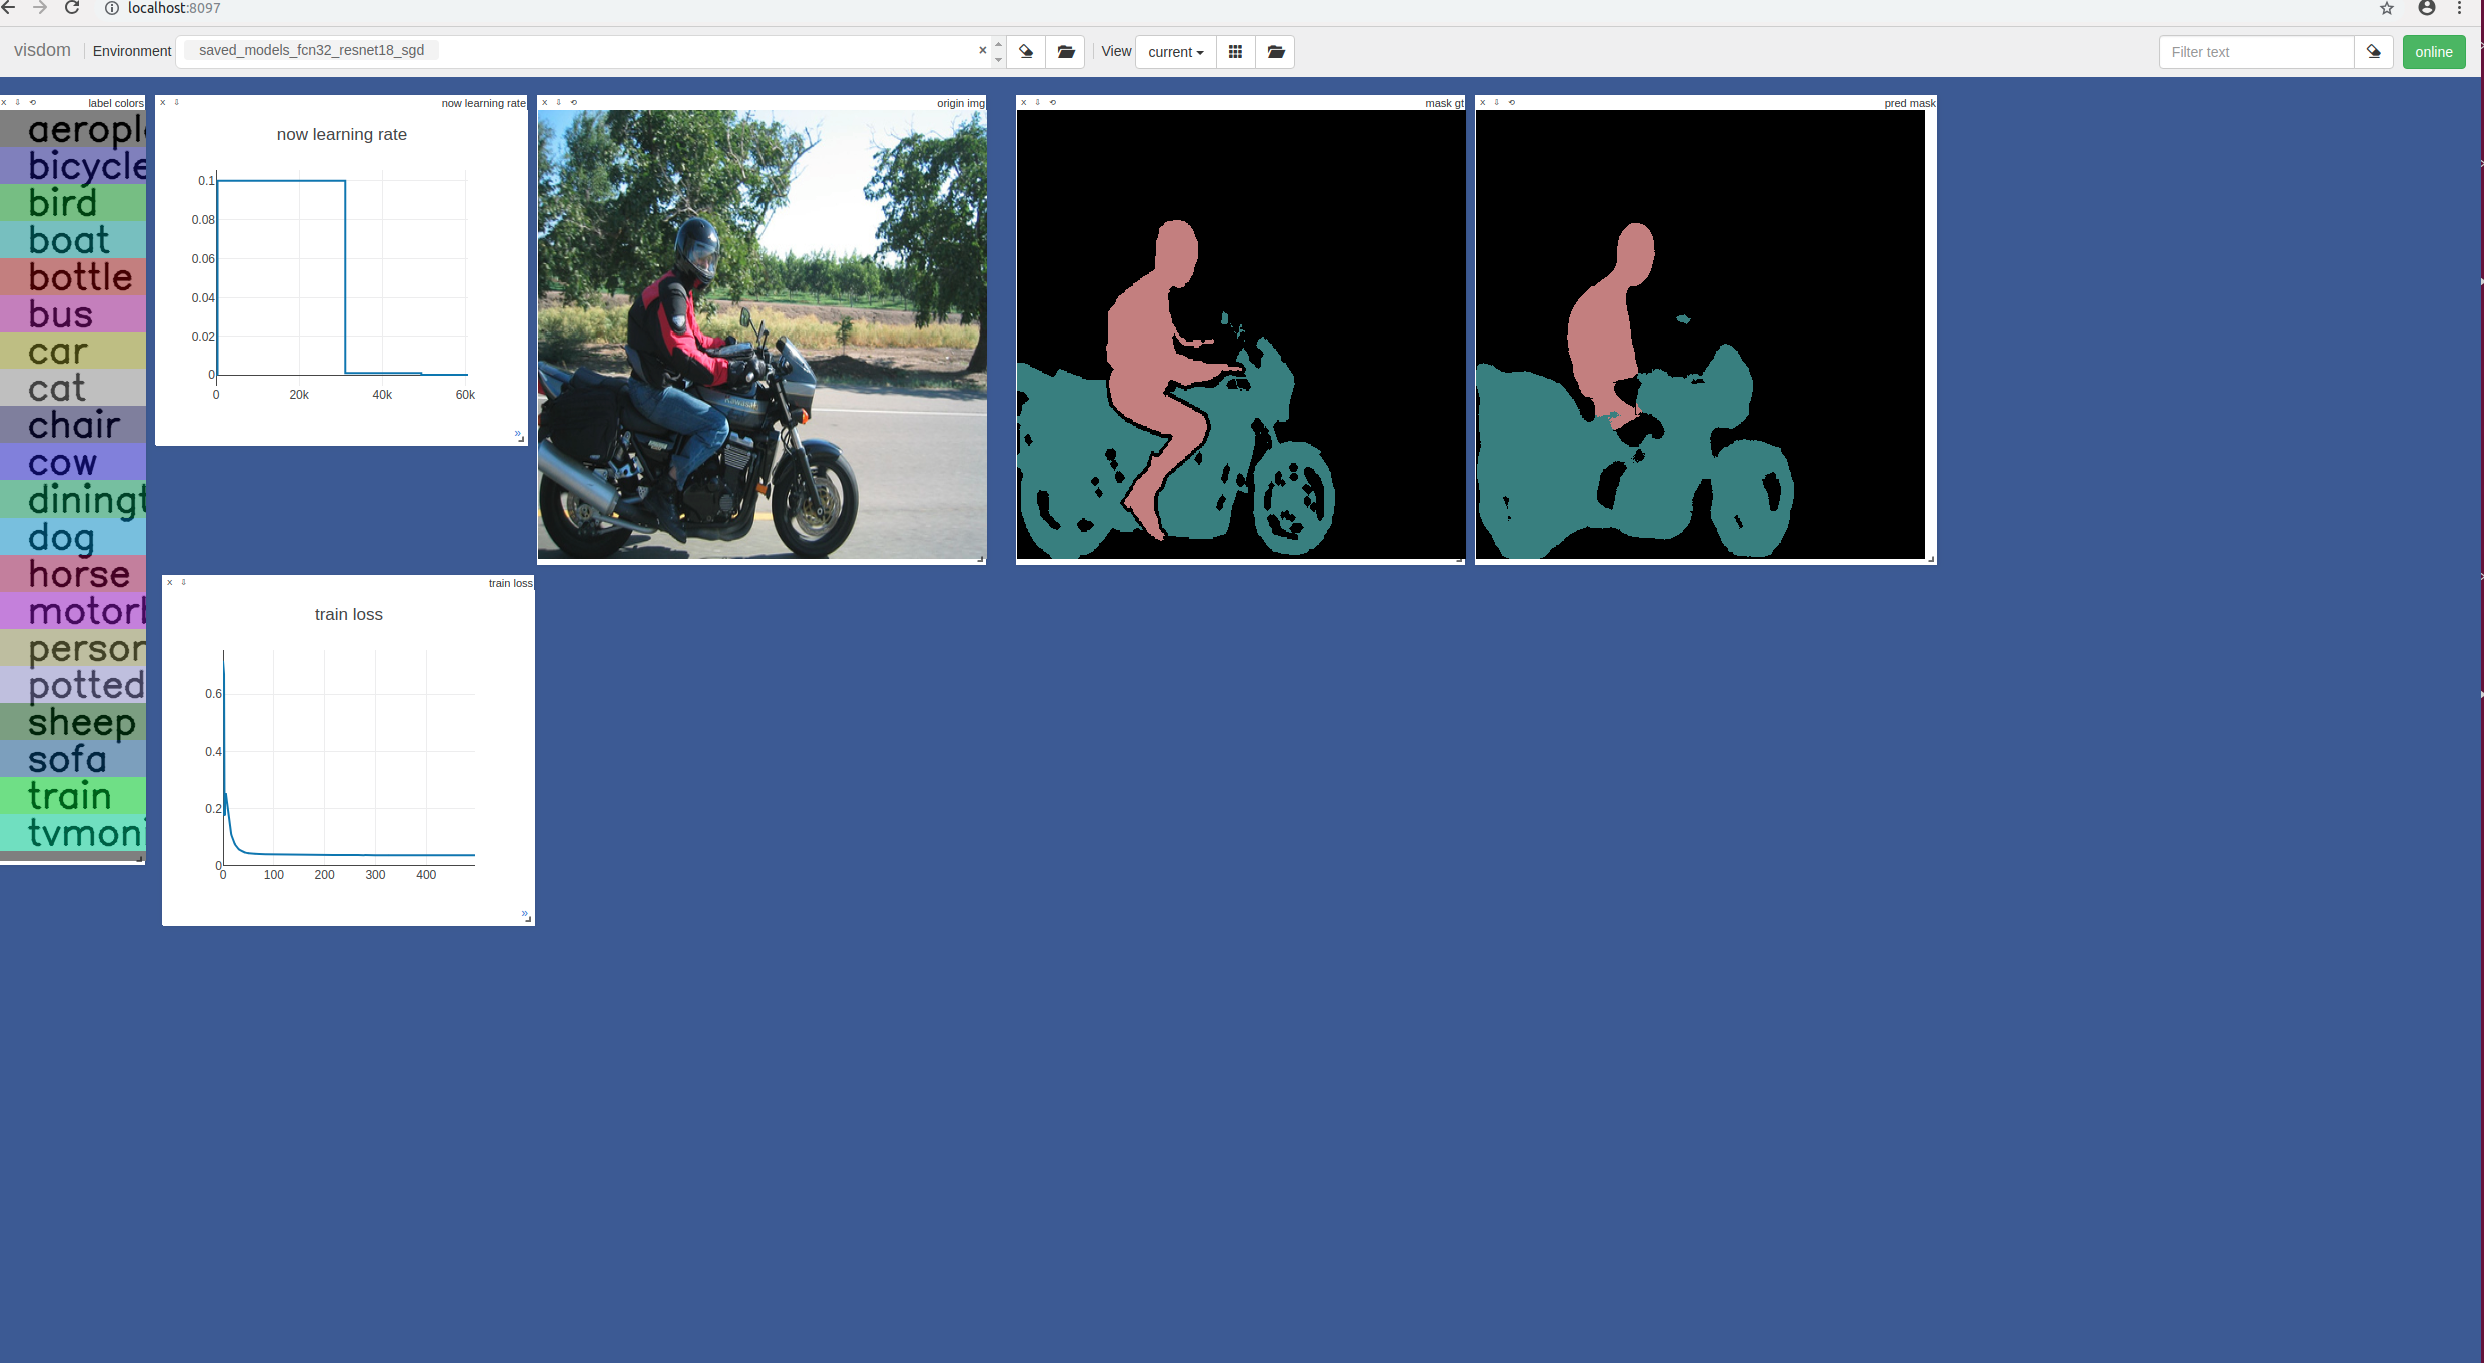 localhost:8097
visdom
Environment
saved_models_fcn32_resnet18_sgd
×
View
current
Filter text
online
X
label colors
aeropl
bicycle
bird
boat
bottle
bus
car
cat
chair
cow
diningt
dog
horse
motorb
person
potted
sheep
sofa
train
tvmoni
X
now learning rate
now learning rate
0.1
0.08
0.06
0.04
0.02
0
0
20k
40k
60k
»
X
origin img
X
mask gt
X
pred mask
X
train loss
train loss
0.6
0.4
0.2
0
0
100
200
300
400
»